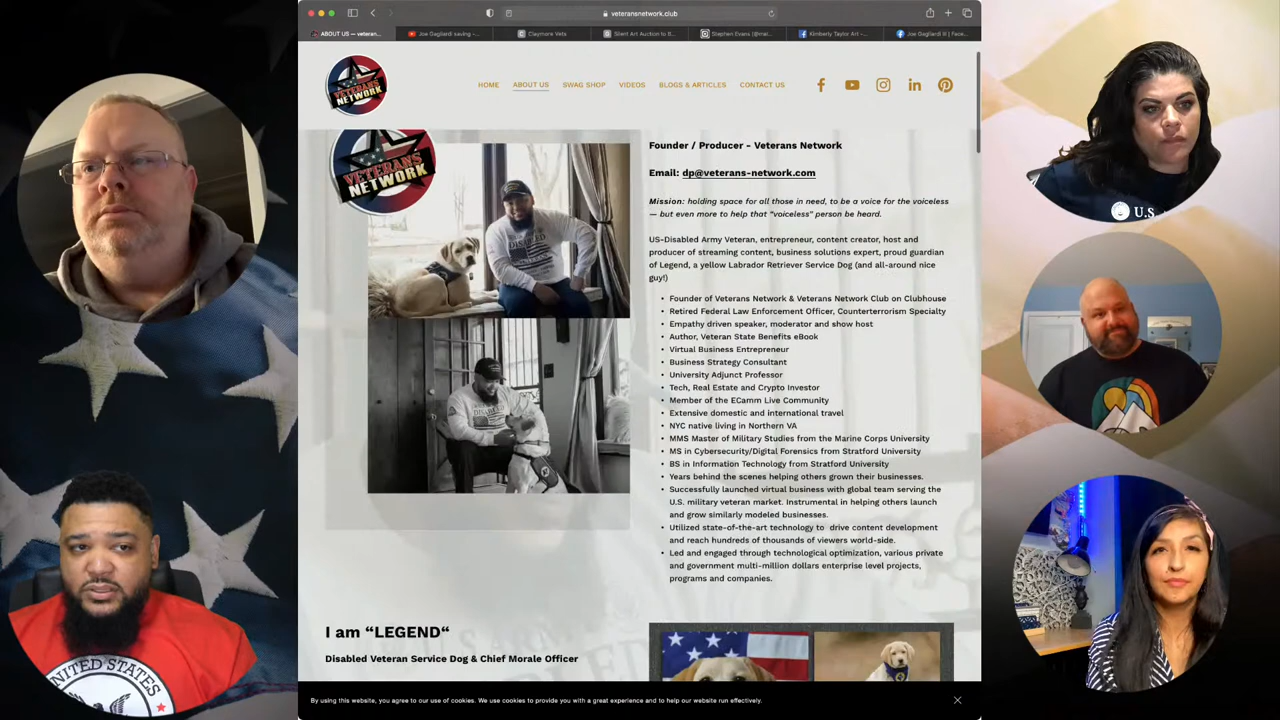 veteransnetwork.club
ABOUT US — veteran...
Joe Gagliardi saving -...
Claymore Vets
Silent Art Auction to B...
Stephen Evans (@mai...
Kimberly Taylor Art -...
Joe Gagliardi III | Face...
VETERANS
NETWORK
HOME
ABOUT US
SWAG SHOP
VIDEOS
BLOGS & ARTICLES
CONTACT US
VETERANS
NETWORK
Founder / Producer - Veterans Network
Email: dp@veterans-network.com
Mission: holding space for all those in need, to be a voice for the voiceless
— but even more to help that "voiceless" person be heard.
US-Disabled Army Veteran, entrepreneur, content creator, host and
producer of streaming content, business solutions expert, proud guardian
of Legend, a yellow Labrador Retriever Service Dog (and all-around nice
guy!)
• Founder of Veterans Network & Veterans Network Club on Clubhouse
• Retired Federal Law Enforcement Officer, Counterterrorism Specialty
• Empathy driven speaker, moderator and show host
• Author, Veteran State Benefits eBook
• Virtual Business Entrepreneur
• Business Strategy Consultant
• University Adjunct Professor
• Tech, Real Estate and Crypto Investor
• Member of the ECamm Live Community
• Extensive domestic and international travel
• NYC native living in Northern VA
• MMS Master of Military Studies from the Marine Corps University
• MS in Cybersecurity/Digital Forensics from Stratford University
• BS in Information Technology from Stratford University
• Years behind the scenes helping others grown their businesses.
• Successfully launched virtual business with global team serving the
U.S. military veteran market. Instrumental in helping others launch
and grow similarly modeled businesses.
• Utilized state-of-the-art technology to drive content development
and reach hundreds of thousands of viewers world-side.
• Led and engaged through technological optimization, various private
and government multi-million dollars enterprise level projects,
programs and companies.
I am “LEGEND“
Disabled Veteran Service Dog & Chief Morale Officer
By using this website, you agree to our use of cookies. We use cookies to provide you with a great experience and to help our website run effectively.
U.S.
UNITED STATES